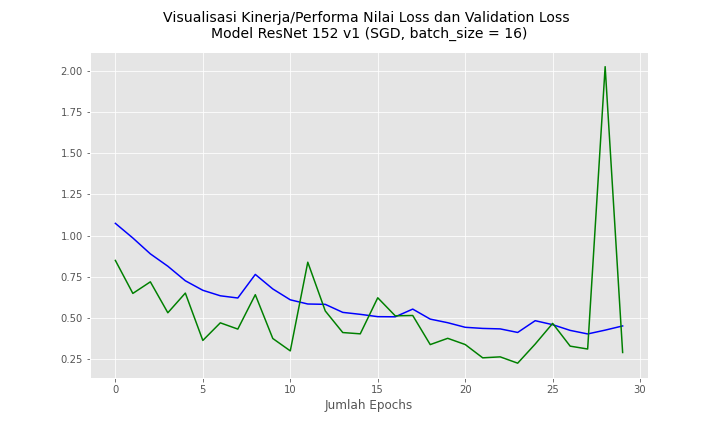 Visualisasi Kinerja/Performa Nilai Loss dan Validation Loss
Model ResNet 152 v1 (SGD, batch_size = 16)
2.00
1.75
1.50
1.25
1.00
0.75
0.50
0.25
0 5 10 15 20 25 30
Jumlah Epochs